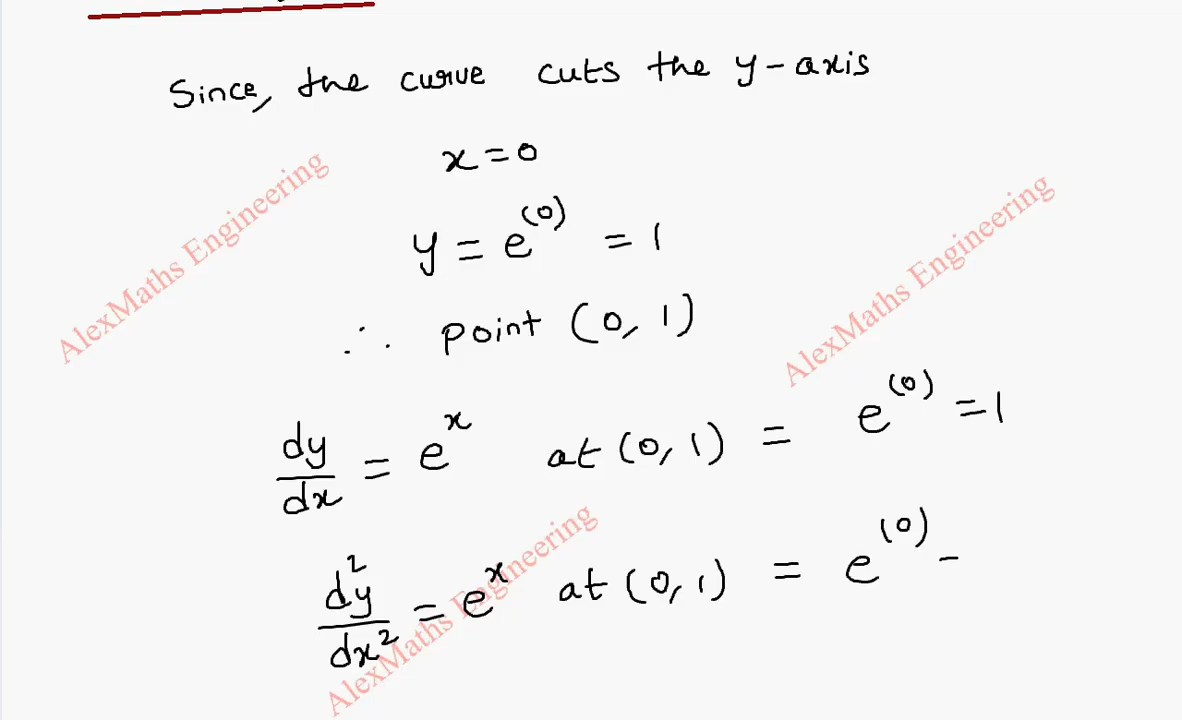 Since, the curve cuts the y-axis
x=0
y = e^(0) = 1
∴ point (0, 1)
dy/dx = e^x at (0, 1) = e^(0) = 1
d²y/dx² = e^x at (0, 1) = e^(0) -
AlexMaths Engineering
AlexMaths Engineering
AlexMaths Engineering